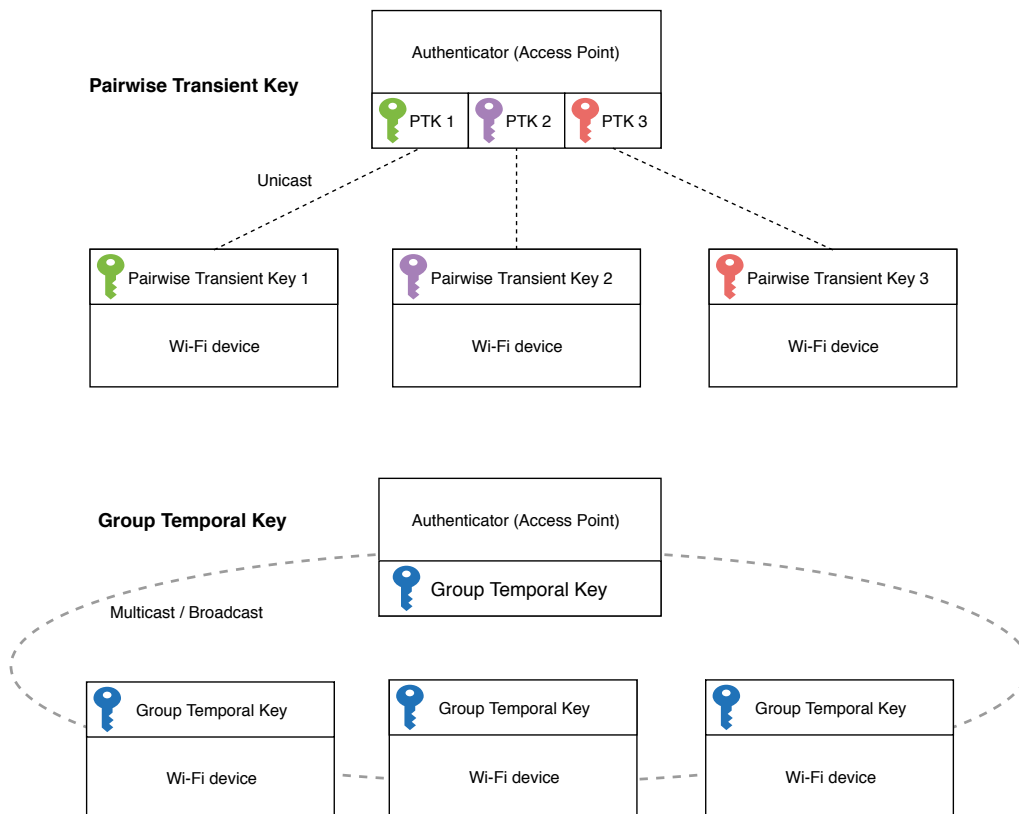 Authenticator (Access Point)
Pairwise Transient Key
PTK 1
PTK 2
PTK 3
Unicast
Pairwise Transient Key 1
Pairwise Transient Key 2
Pairwise Transient Key 3
Wi-Fi device
Wi-Fi device
Wi-Fi device
Group Temporal Key
Authenticator (Access Point)
Group Temporal Key
Multicast / Broadcast
Group Temporal Key
Group Temporal Key
Group Temporal Key
Wi-Fi device
Wi-Fi device
Wi-Fi device